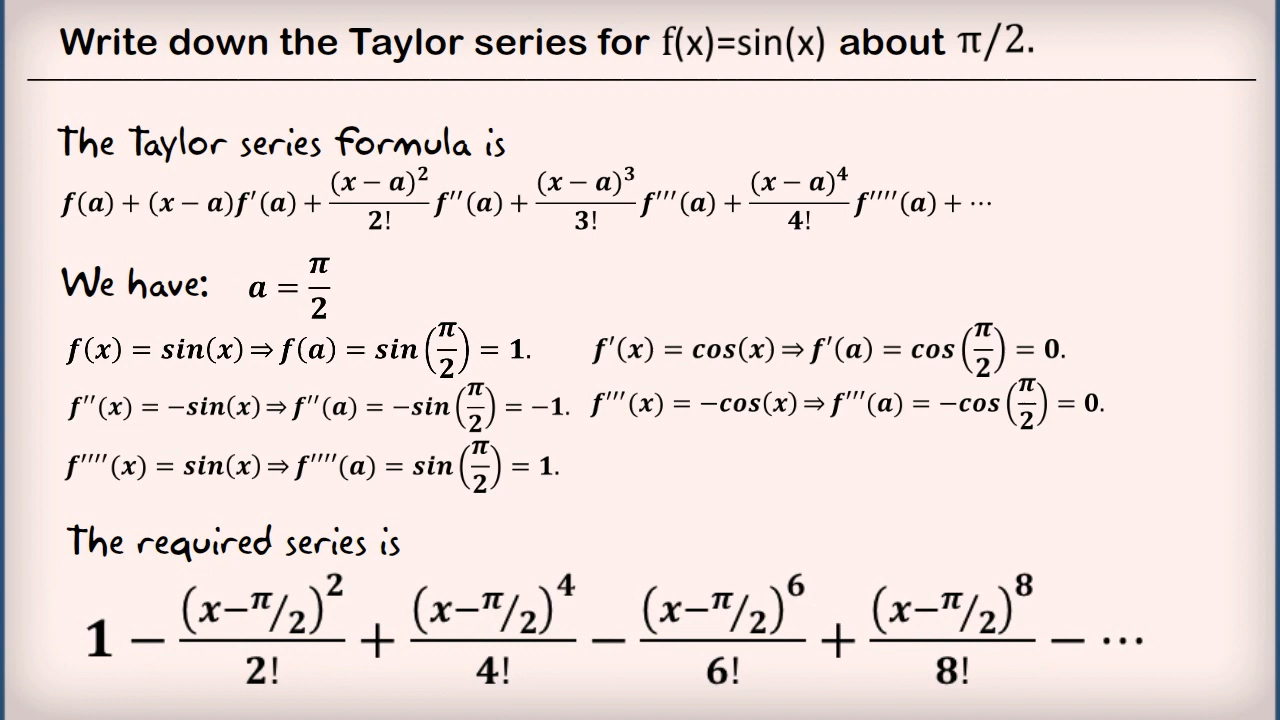 Write down the Taylor series for f(x)=sin(x) about π/2.
The Taylor series formula is
f(a) + (x − a)f′(a) + (x − a)²/2! f′′(a) + (x − a)³/3! f′′′(a) + (x − a)⁴/4! f′′′′(a) + ⋯
We have: a = π/2
f(x) = sin(x) ⇒ f(a) = sin(π/2) = 1. f′(x) = cos(x) ⇒ f′(a) = cos(π/2) = 0.
f′′(x) = −sin(x) ⇒ f′′(a) = −sin(π/2) = −1. f′′′(x) = −cos(x) ⇒ f′′′(a) = −cos(π/2) = 0.
f′′′′(x) = sin(x) ⇒ f′′′′(a) = sin(π/2) = 1.
The required series is
1 − (x−π/2)²/2! + (x−π/2)⁴/4! − (x−π/2)⁶/6! + (x−π/2)⁸/8! − ⋯